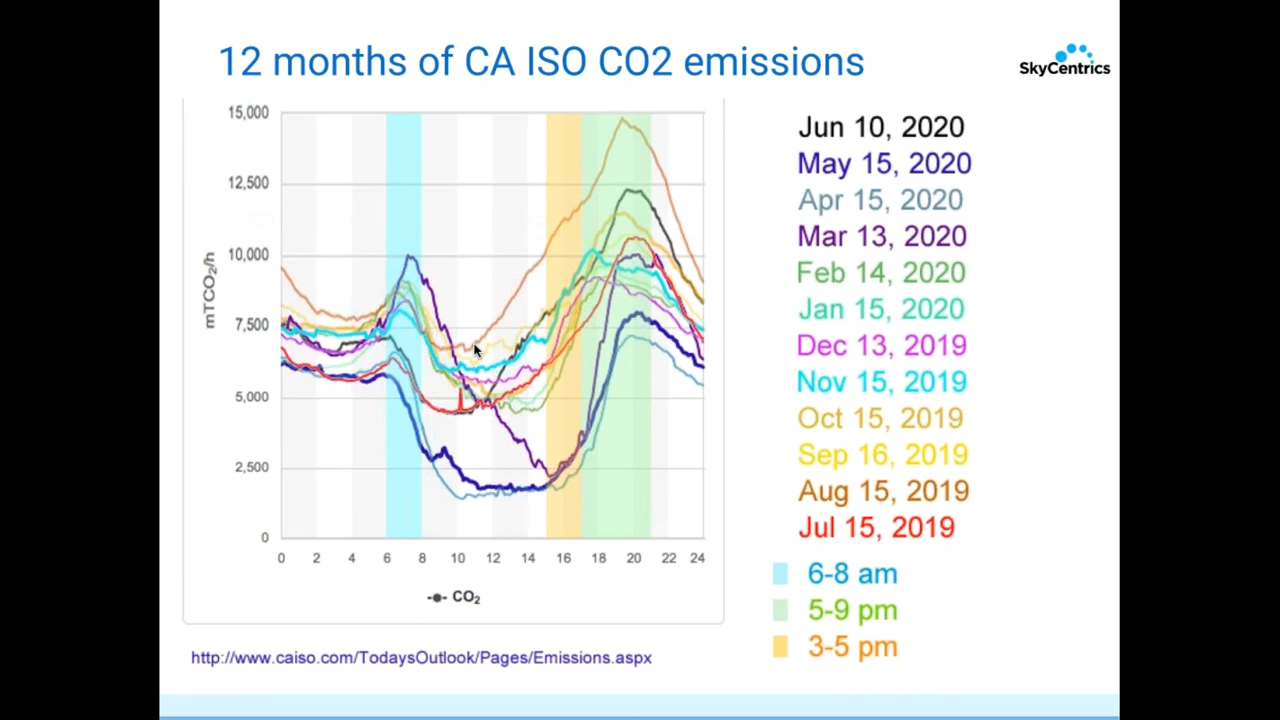 12 months of CA ISO CO2 emissions
SkyCentrics
15,000
12,500
10,000
7,500
5,000
2,500
0
mTCO₂/h
0 2 4 6 8 10 12 14 16 18 20 22 24
CO₂
http://www.caiso.com/TodaysOutlook/Pages/Emissions.aspx
Jun 10, 2020
May 15, 2020
Apr 15, 2020
Mar 13, 2020
Feb 14, 2020
Jan 15, 2020
Dec 13, 2019
Nov 15, 2019
Oct 15, 2019
Sep 16, 2019
Aug 15, 2019
Jul 15, 2019
6-8 am
5-9 pm
3-5 pm